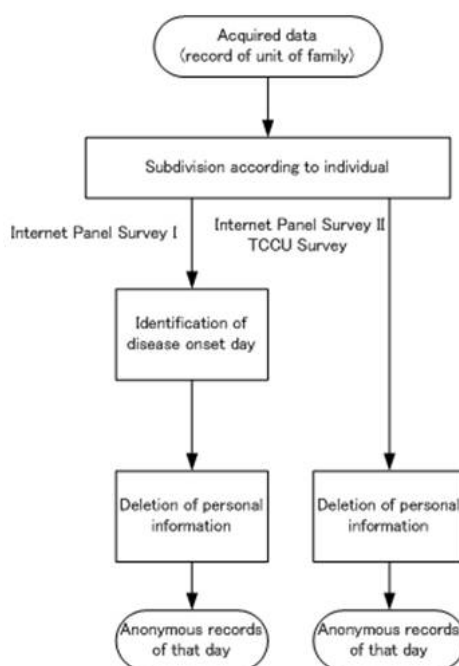 Acquired data
(record of unit of family)
Subdivision according to individual
Internet Panel Survey I
Internet Panel Survey II
TCCU Survey
Identification of
disease onset day
Deletion of personal
information
Deletion of personal
information
Anonymous records
of that day
Anonymous records
of that day